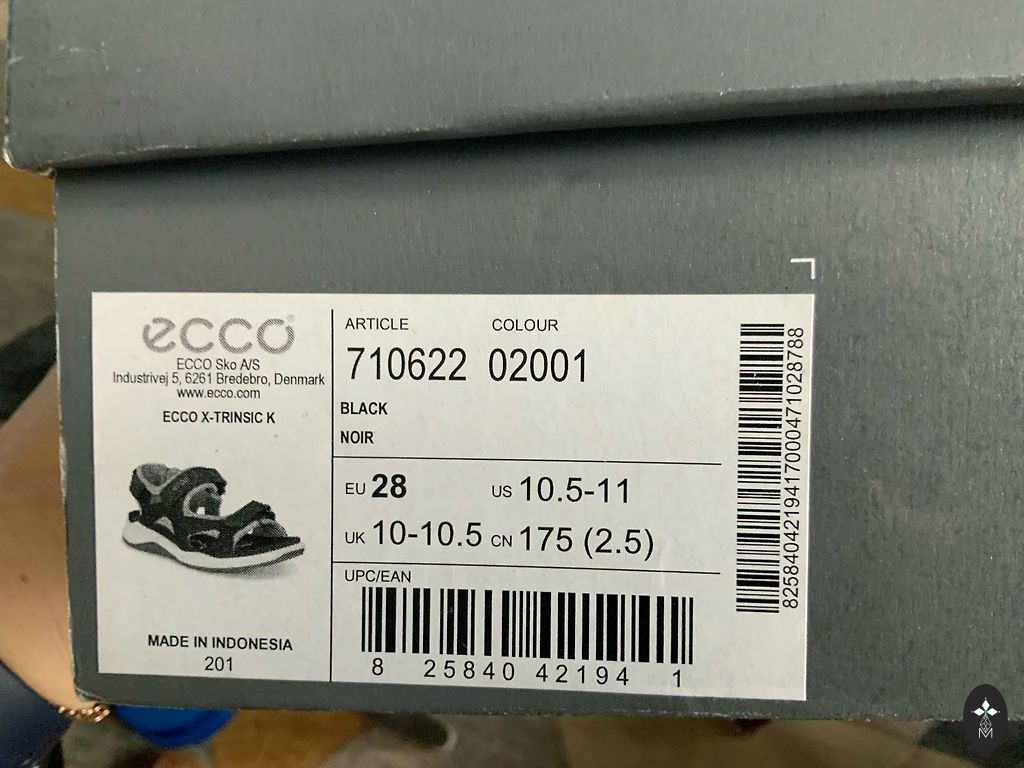 ecco
ECCO Sko A/S
Industrivej 5, 6261 Bredebro, Denmark
www.ecco.com
ECCO X-TRINSIC K
MADE IN INDONESIA
201
ARTICLE COLOUR
710622 02001
BLACK
NOIR
EU 28 US 10.5-11
UK 10-10.5 CN 175 (2.5)
UPC/EAN
8 25840 42194 1
825840421941700047102878​8
M